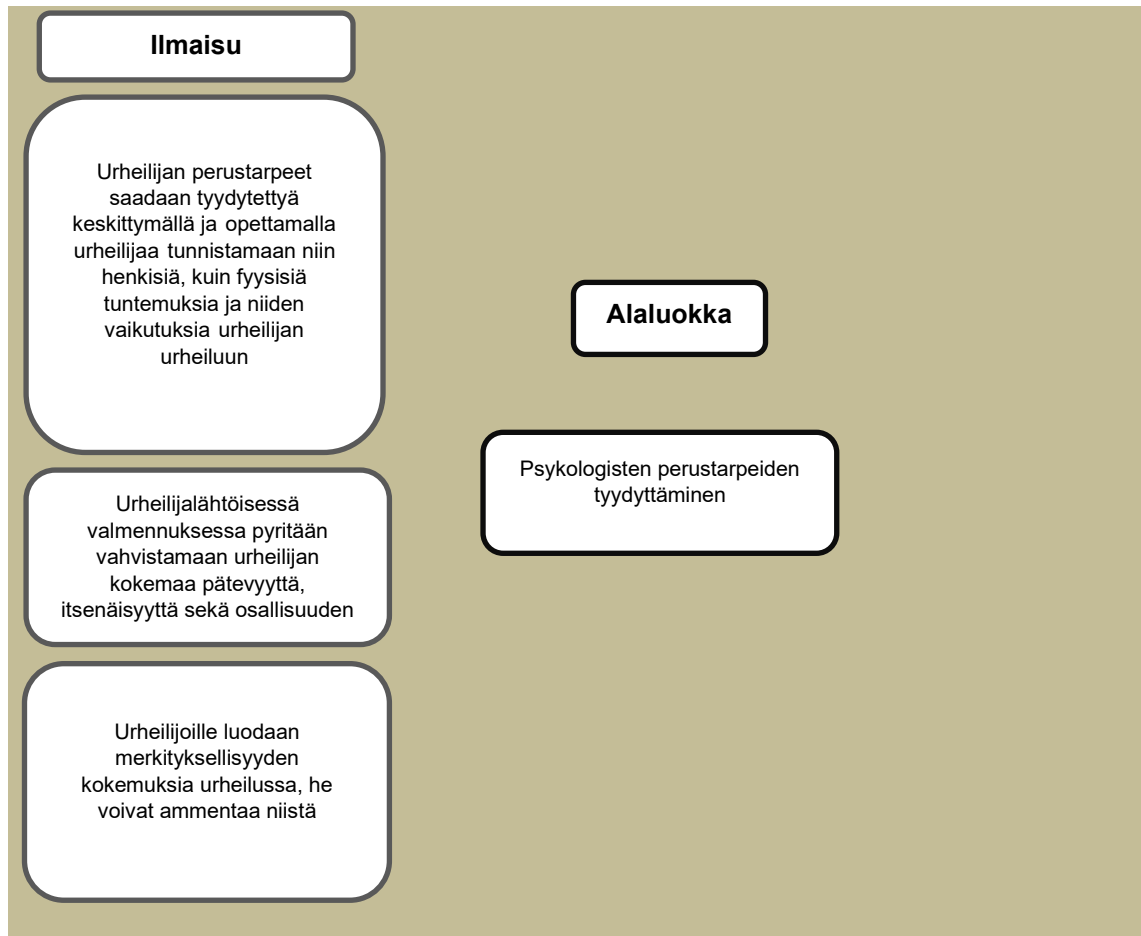 Ilmaisu
Urheilijan perustarpeet
saadaan tyydytettyä
keskittymällä ja opettamalla
urheilijaa tunnistamaan niin
henkisiä, kuin fyysisiä
tuntemuksia ja niiden
vaikutuksia urheilijan
urheiluun
Urheilijalähtöisessä
valmennuksessa pyritään
vahvistamaan urheilijan
kokemaa pätevyyttä,
itsenäisyyttä sekä osallisuuden
Urheilijoille luodaan
merkityksellisyyden
kokemuksia urheilussa, he
voivat ammentaa niistä
Alaluokka
Psykologisten perustarpeiden
tyydyttäminen